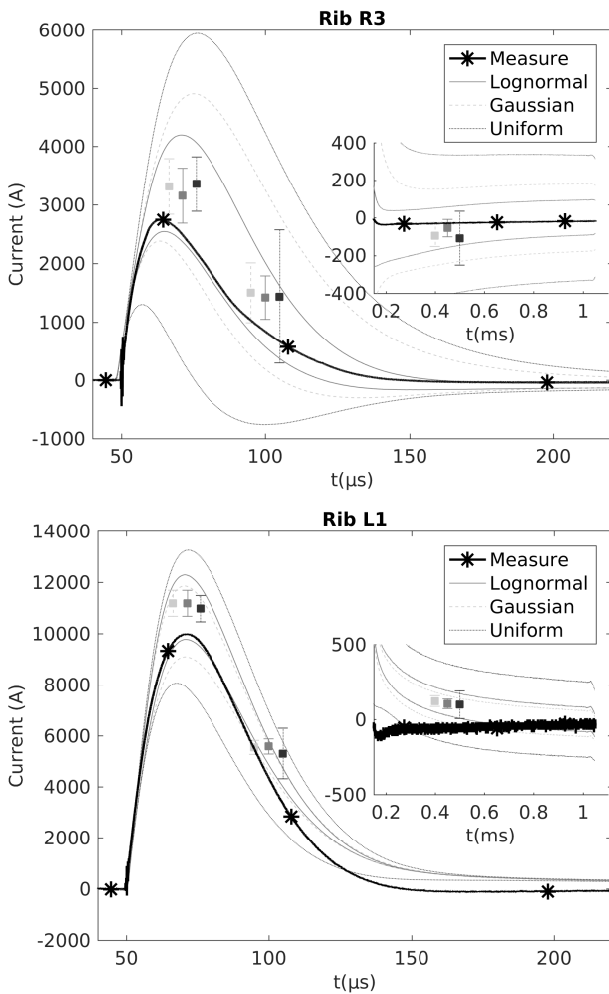 Rib R3
6000
5000
4000
3000
2000
1000
0
-1000
Current (A)
Measure
Lognormal
Gaussian
Uniform
400
200
0
-200
-400
0.2 0.4 0.6 0.8 1
t(ms)
50 100 150 200
t(µs)
Rib L1
14000
12000
10000
8000
6000
4000
2000
0
-2000
Current (A)
Measure
Lognormal
Gaussian
Uniform
500
0
-500
0.2 0.4 0.6 0.8 1
t(ms)
50 100 150 200
t(µs)